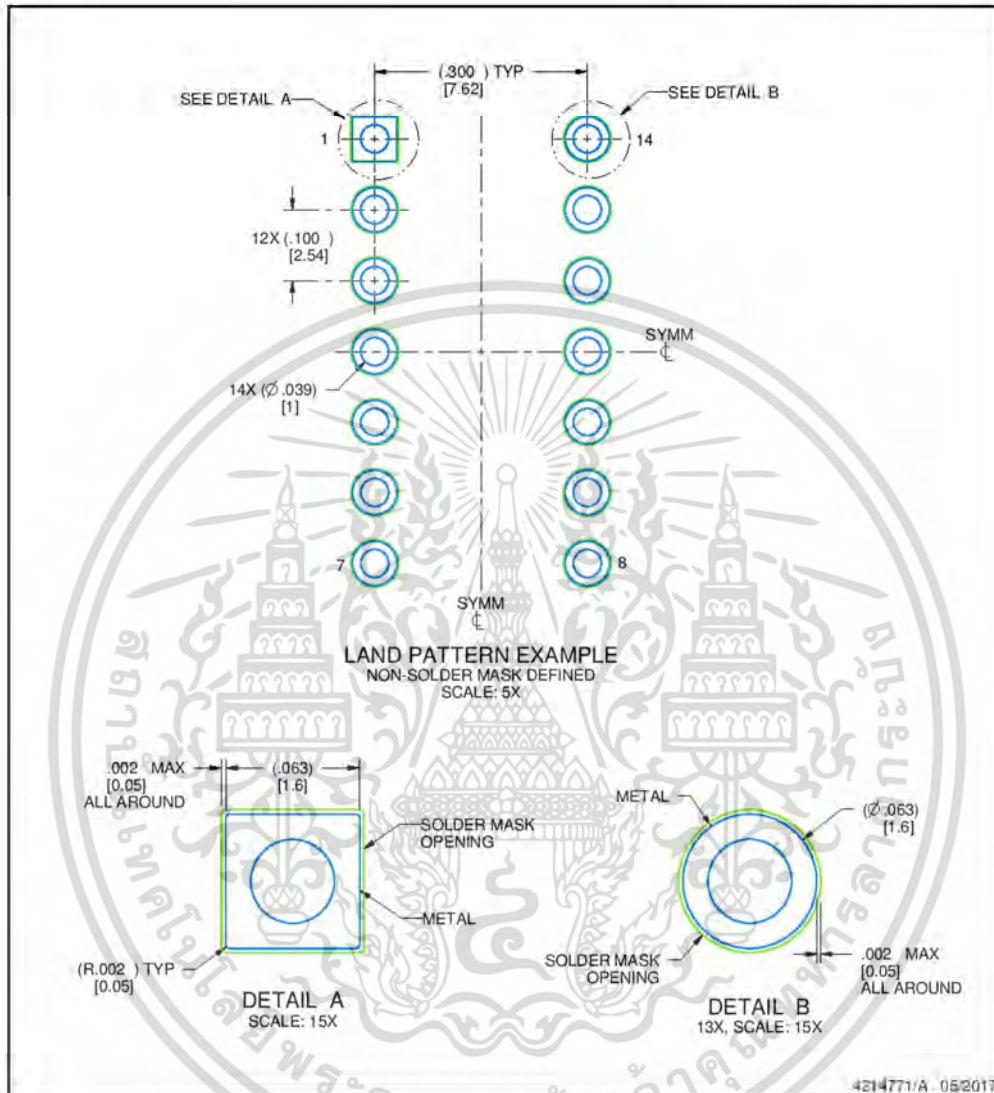 (.300 ) TYP
[7.62]
SEE DETAIL A
SEE DETAIL B
1
14
12X (.100 )
[2.54]
SYMM
℄
14X (Ø .039)
[1]
7
8
SYMM
℄
LAND PATTERN EXAMPLE
NON-SOLDER MASK DEFINED
SCALE: 5X
.002 MAX
[0.05]
ALL AROUND
(.063)
[1.6]
SOLDER MASK
OPENING
METAL
(R.002 ) TYP
[0.05]
DETAIL A
SCALE: 15X
METAL
(Ø .063)
[1.6]
SOLDER MASK
OPENING
.002 MAX
[0.05]
ALL AROUND
DETAIL B
13X, SCALE: 15X
4214771/A 05/2017